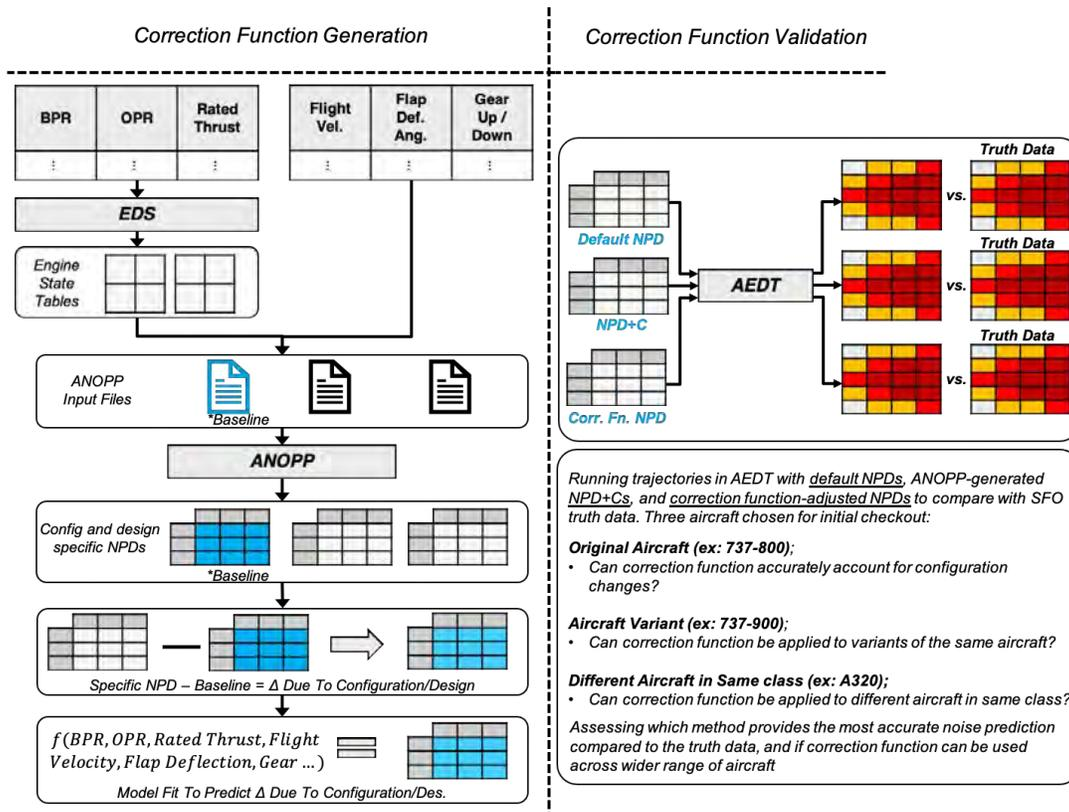 Correction Function Generation
BPR
OPR
Rated
Thrust
Flight
Vel.
Flap
Def.
Ang.
Gear
Up /
Down
⋮
⋮
⋮
⋮
⋮
⋮
EDS
Engine
State
Tables
ANOPP
Input Files
*Baseline
ANOPP
Config and design
specific NPDs
*Baseline
Specific NPD – Baseline = Δ Due To Configuration/Design
f(BPR, OPR, Rated Thrust, Flight
Velocity, Flap Deflection, Gear ...)
Model Fit To Predict Δ Due To Configuration/Des.
Correction Function Validation
Default NPD
NPD+C
Corr. Fn. NPD
AEDT
Truth Data
vs.
Truth Data
vs.
Truth Data
vs.
Running trajectories in AEDT with default NPDs, ANOPP-generated
NPD+Cs, and correction function-adjusted NPDs to compare with SFO
truth data. Three aircraft chosen for initial checkout:
Original Aircraft (ex: 737-800);
• Can correction function accurately account for configuration
changes?
Aircraft Variant (ex: 737-900);
• Can correction function be applied to variants of the same aircraft?
Different Aircraft in Same class (ex: A320);
• Can correction function be applied to different aircraft in same class?
Assessing which method provides the most accurate noise prediction
compared to the truth data, and if correction function can be used
across wider range of aircraft